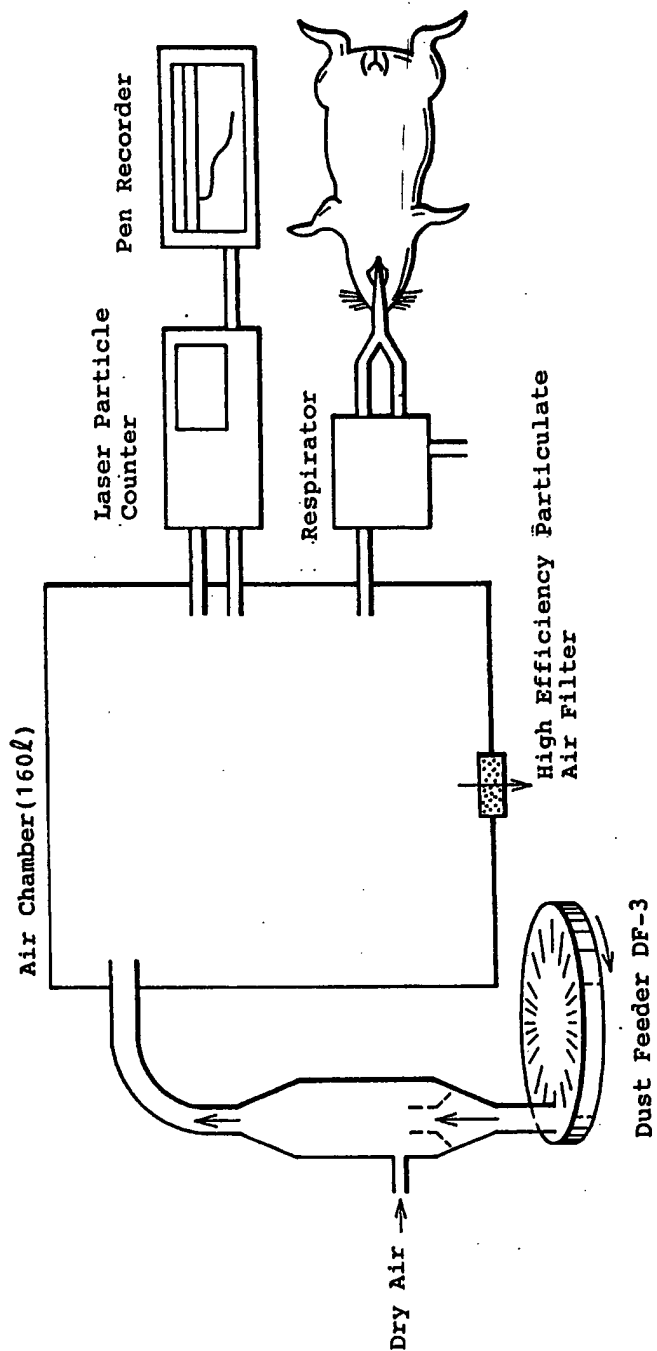 Air Chamber(160ℓ)
Laser Particle
Counter
Pen Recorder
Respirator
High Efficiency Particulate
Air Filter
Dry Air
Dust Feeder DF-3